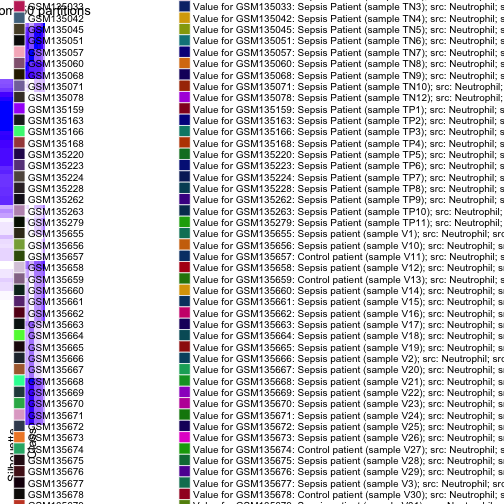 om 50 partitions
GSM135033 Value for GSM135033: Sepsis Patient (sample TN3); src: Neutrophil; s
GSM135042 Value for GSM135042: Sepsis Patient (sample TN4); src: Neutrophil; s
GSM135045 Value for GSM135045: Sepsis Patient (sample TN5); src: Neutrophil; s
GSM135051 Value for GSM135051: Sepsis Patient (sample TN6); src: Neutrophil; s
GSM135057 Value for GSM135057: Sepsis Patient (sample TN7); src: Neutrophil; s
GSM135060 Value for GSM135060: Sepsis Patient (sample TN8); src: Neutrophil; s
GSM135068 Value for GSM135068: Sepsis Patient (sample TN9); src: Neutrophil; s
GSM135071 Value for GSM135071: Sepsis Patient (sample TN10); src: Neutrophil;
GSM135078 Value for GSM135078: Sepsis Patient (sample TN12); src: Neutrophil;
GSM135159 Value for GSM135159: Sepsis Patient (sample TP1); src: Neutrophil; s
GSM135163 Value for GSM135163: Sepsis Patient (sample TP2); src: Neutrophil; s
GSM135166 Value for GSM135166: Sepsis Patient (sample TP3); src: Neutrophil; s
GSM135168 Value for GSM135168: Sepsis Patient (sample TP4); src: Neutrophil; s
GSM135220 Value for GSM135220: Sepsis Patient (sample TP5); src: Neutrophil; s
GSM135223 Value for GSM135223: Sepsis Patient (sample TP6); src: Neutrophil; s
GSM135224 Value for GSM135224: Sepsis Patient (sample TP7); src: Neutrophil; s
GSM135228 Value for GSM135228: Sepsis Patient (sample TP8); src: Neutrophil; s
GSM135262 Value for GSM135262: Sepsis Patient (sample TP9); src: Neutrophil; s
GSM135263 Value for GSM135263: Sepsis Patient (sample TP10); src: Neutrophil;
GSM135279 Value for GSM135279: Sepsis Patient (sample TP11); src: Neutrophil;
GSM135655 Value for GSM135655: Sepsis patient (sample V1); src: Neutrophil; sr
GSM135656 Value for GSM135656: Sepsis patient (sample V10); src: Neutrophil; s
GSM135657 Value for GSM135657: Control patient (sample V11); src: Neutrophil;
GSM135658 Value for GSM135658: Sepsis patient (sample V12); src: Neutrophil; s
GSM135659 Value for GSM135659: Control patient (sample V13); src: Neutrophil;
GSM135660 Value for GSM135660: Sepsis patient (sample V14); src: Neutrophil; s
GSM135661 Value for GSM135661: Sepsis patient (sample V15); src: Neutrophil; s
GSM135662 Value for GSM135662: Sepsis patient (sample V16); src: Neutrophil; s
GSM135663 Value for GSM135663: Sepsis patient (sample V17); src: Neutrophil; s
GSM135664 Value for GSM135664: Sepsis patient (sample V18); src: Neutrophil; s
GSM135665 Value for GSM135665: Sepsis patient (sample V19); src: Neutrophil; s
GSM135666 Value for GSM135666: Sepsis patient (sample V2); src: Neutrophil; sr
GSM135667 Value for GSM135667: Sepsis patient (sample V20); src: Neutrophil; s
GSM135668 Value for GSM135668: Sepsis patient (sample V21); src: Neutrophil; s
GSM135669 Value for GSM135669: Sepsis patient (sample V22); src: Neutrophil; s
GSM135670 Value for GSM135670: Sepsis patient (sample V23); src: Neutrophil; s
GSM135671 Value for GSM135671: Sepsis patient (sample V24); src: Neutrophil; s
GSM135672 Value for GSM135672: Sepsis patient (sample V25); src: Neutrophil; s
GSM135673 Value for GSM135673: Sepsis patient (sample V26); src: Neutrophil; s
GSM135674 Value for GSM135674: Control patient (sample V27); src: Neutrophil;
GSM135675 Value for GSM135675: Sepsis patient (sample V28); src: Neutrophil; s
GSM135676 Value for GSM135676: Sepsis patient (sample V29); src: Neutrophil; s
GSM135677 Value for GSM135677: Sepsis patient (sample V3); src: Neutrophil; sr
GSM135678 Value for GSM135678: Control patient (sample V30); src: Neutrophil;
Silhouette